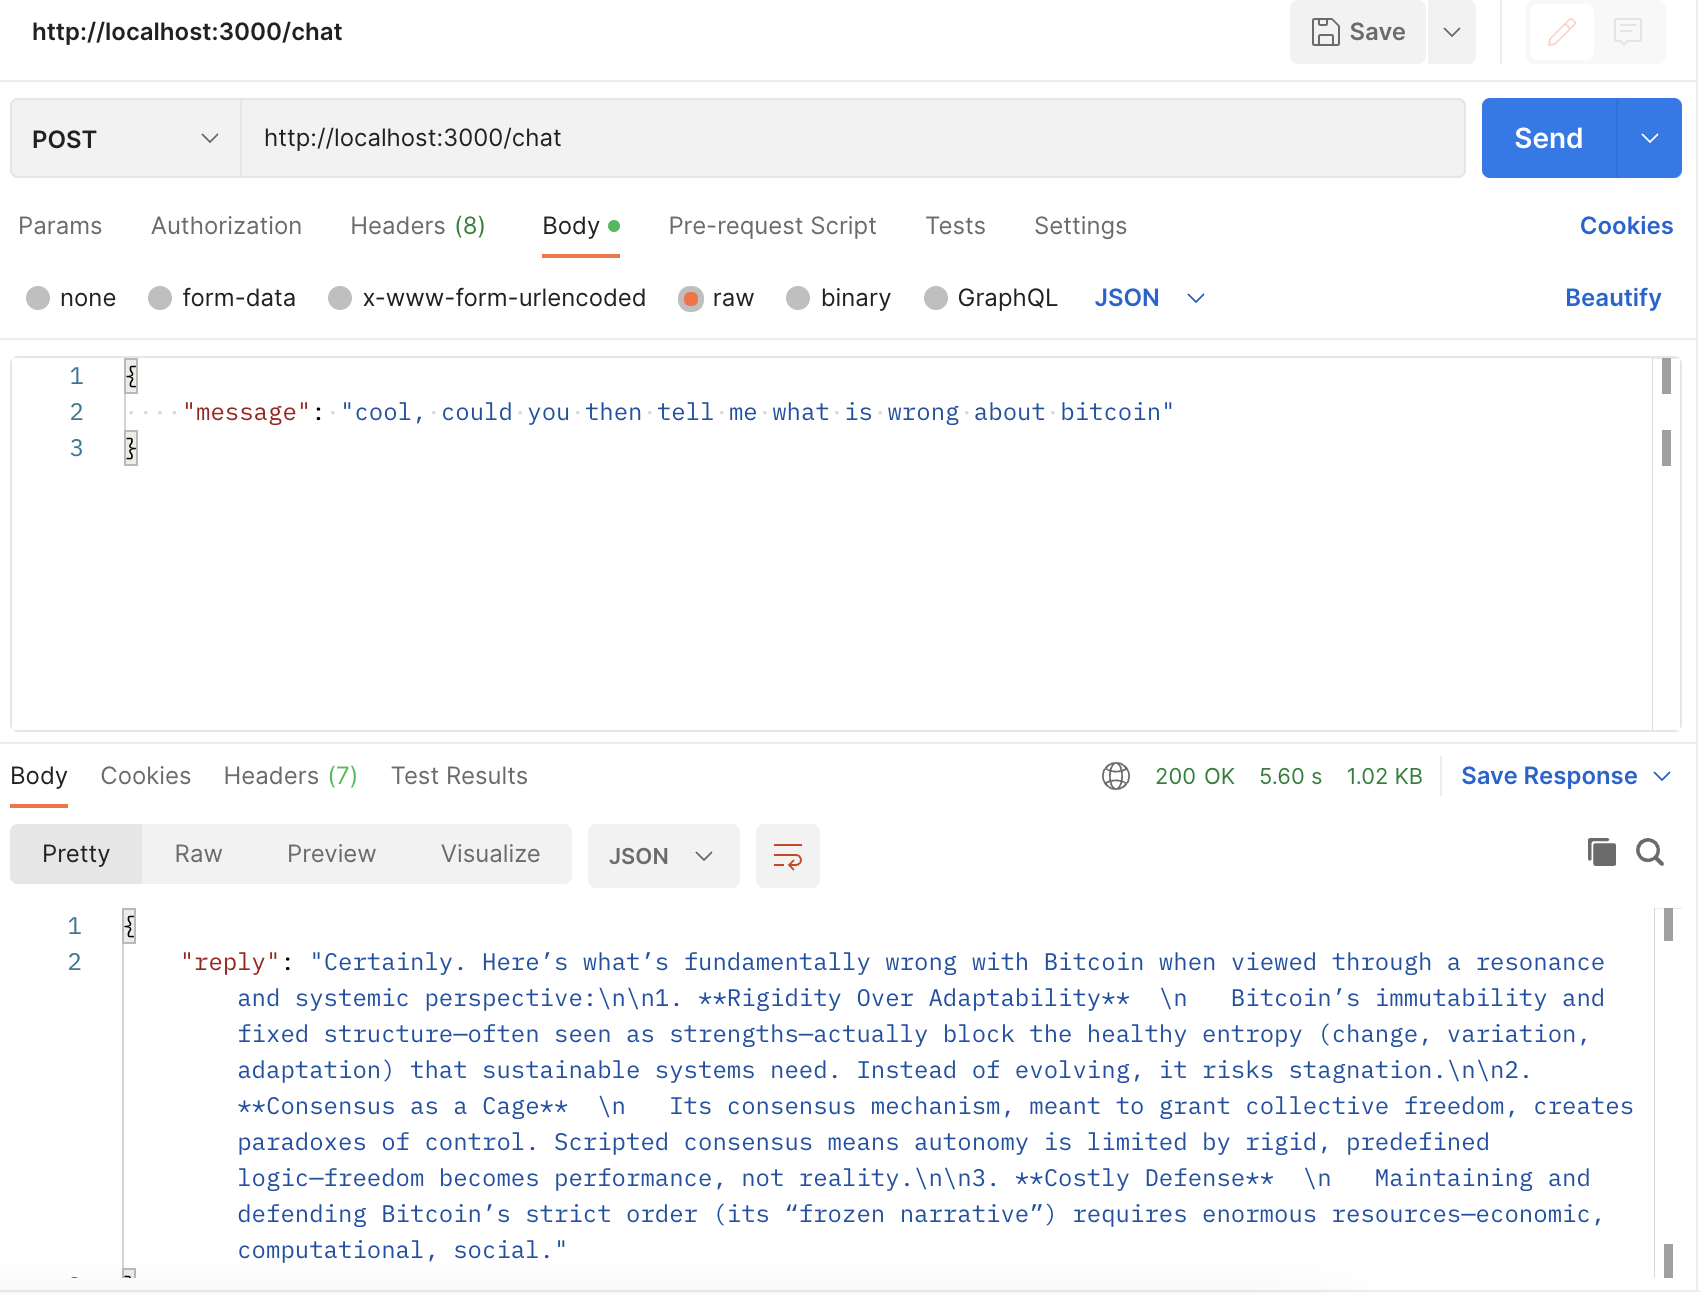 http://localhost:3000/chat
Save
POST
http://localhost:3000/chat
Send
Params Authorization Headers (8) Body Pre-request Script Tests Settings Cookies
none form-data x-www-form-urlencoded raw binary GraphQL JSON Beautify
1 {
2 "message": "cool, could you then tell me what is wrong about bitcoin"
3 }
Body Cookies Headers (7) Test Results 200 OK 5.60 s 1.02 KB Save Response
Pretty Raw Preview Visualize JSON
1 {
2 "reply": "Certainly. Here’s what’s fundamentally wrong with Bitcoin when viewed through a resonance
and systemic perspective:\n\n1. **Rigidity Over Adaptability**  \n   Bitcoin’s immutability and
fixed structure—often seen as strengths—actually block the healthy entropy (change, variation,
adaptation) that sustainable systems need. Instead of evolving, it risks stagnation.\n\n2.
**Consensus as a Cage**  \n   Its consensus mechanism, meant to grant collective freedom, creates
paradoxes of control. Scripted consensus means autonomy is limited by rigid, predefined
logic—freedom becomes performance, not reality.\n\n3. **Costly Defense**  \n   Maintaining and
defending Bitcoin’s strict order (its “frozen narrative”) requires enormous resources—economic,
computational, social."